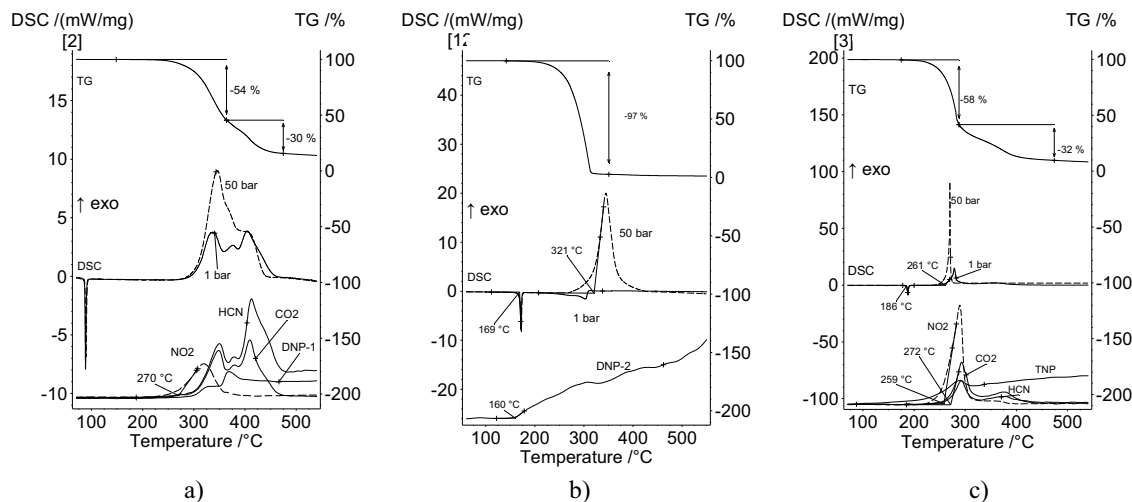 DSC /(mW/mg) TG /%
[2]
100
TG
15
-54 %
50
-30 %
10
0
50 bar
↑ exo
5
-50
1 bar
DSC
0
-100
HCN
CO2
-5
NO2
DNP-1
-150
270 °C
-10
-200
100 200 300 400 500
Temperature /°C
a)
DSC /(mW/mg) TG /%
100
40
TG
-97 %
50
20
0
↑ exo
50 bar
-50
321 °C
DSC
0
-100
1 bar
169 °C
DNP-2
-150
-20
160 °C
-200
100 200 300 400 500
Temperature /°C
b)
DSC /(mW/mg) TG /%
[3]
200
100
TG
150
-58 %
50
-32 %
100
0
↑ exo
50 bar
50
-50
DSC
261 °C
1 bar
0
-100
186 °C
NO2
-50
CO2
-150
272 °C
TNP
259 °C
HCN
-100
-200
100 200 300 400 500
Temperature /°C
c)